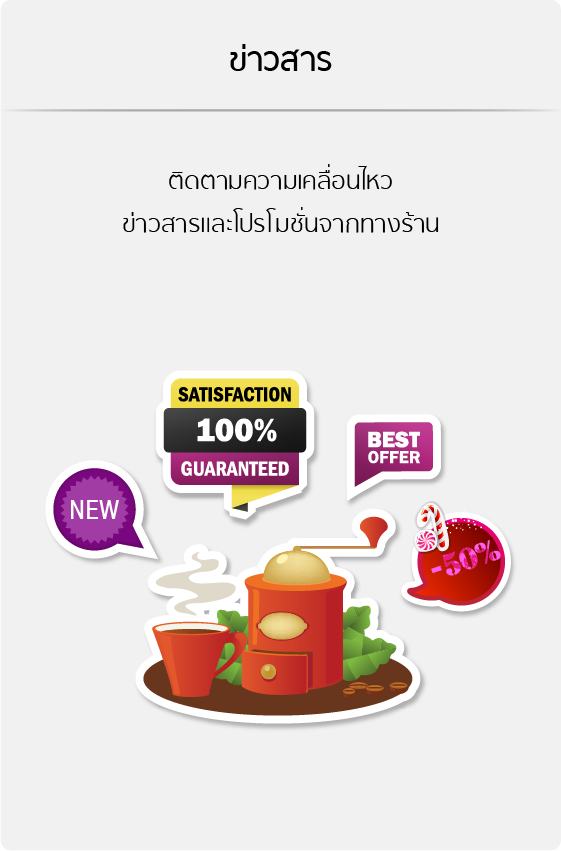 ข่าวสาร
ติดตามความเคลื่อนไหว
ข่าวสารและโปรโมชั่นจากทางร้าน
SATISFACTION
100%
GUARANTEED
BEST
OFFER
NEW
-50%